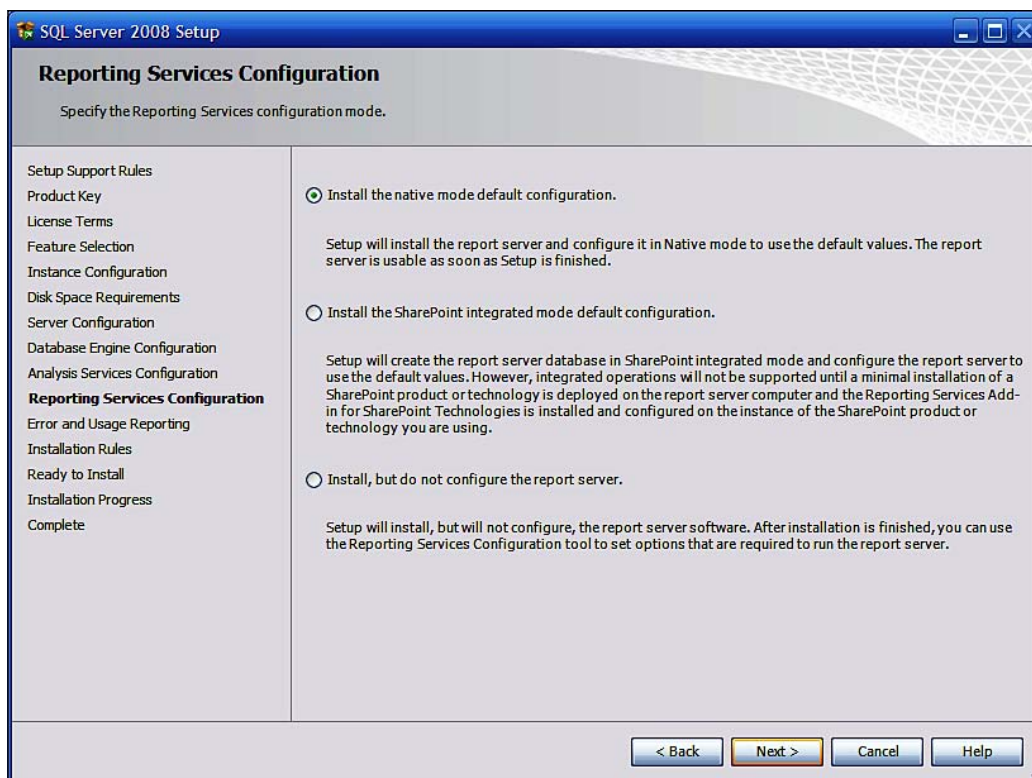 SQL Server 2008 Setup
Reporting Services Configuration
Specify the Reporting Services configuration mode.
Setup Support Rules
Product Key
License Terms
Feature Selection
Instance Configuration
Disk Space Requirements
Server Configuration
Database Engine Configuration
Analysis Services Configuration
Reporting Services Configuration
Error and Usage Reporting
Installation Rules
Ready to Install
Installation Progress
Complete
Install the native mode default configuration.
Setup will install the report server and configure it in Native mode to use the default values. The report
server is usable as soon as Setup is finished.
Install the SharePoint integrated mode default configuration.
Setup will create the report server database in SharePoint integrated mode and configure the report server to
use the default values. However, integrated operations will not be supported until a minimal installation of a
SharePoint product or technology is deployed on the report server computer and the Reporting Services Add-
in for SharePoint Technologies is installed and configured on the instance of the SharePoint product or
technology you are using.
Install, but do not configure the report server.
Setup will install, but will not configure, the report server software. After installation is finished, you can use
the Reporting Services Configuration tool to set options that are required to run the report server.
< Back
Next >
Cancel
Help